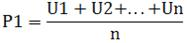 P1 = U1 + U2+...+Un
n